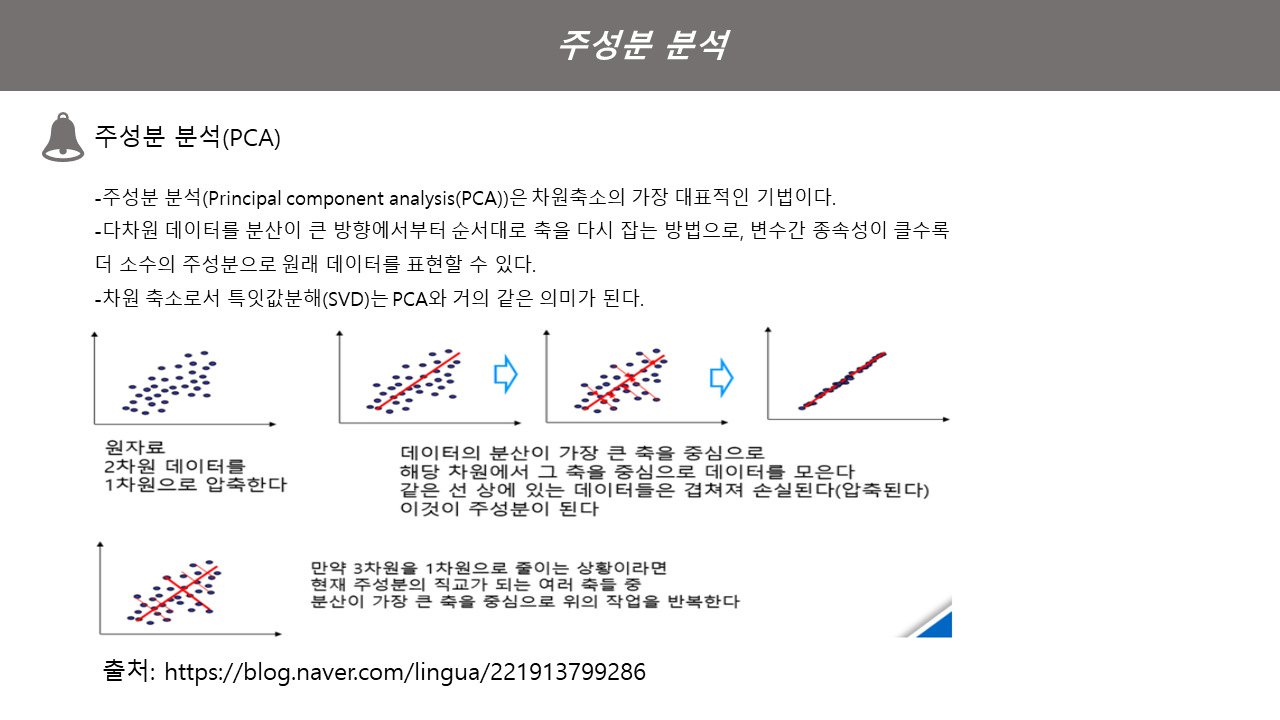 주성분 분석
주성분 분석(PCA)
-주성분 분석(Principal component analysis(PCA))은 차원축소의 가장 대표적인 기법이다.
-다차원 데이터를 분산이 큰 방향에서부터 순서대로 축을 다시 잡는 방법으로, 변수간 종속성이 클수록
더 소수의 주성분으로 원래 데이터를 표현할 수 있다.
-차원 축소로서 특잇값분해(SVD)는 PCA와 거의 같은 의미가 된다.
원자료
2차원 데이터를
1차원으로 압축한다
데이터의 분산이 가장 큰 축을 중심으로
해당 차원에서 그 축을 중심으로 데이터를 모은다
같은 선 상에 있는 데이터들은 겹쳐져 손실된다(압축된다)
이것이 주성분이 된다
만약 3차원을 1차원으로 줄이는 상황이라면
현재 주성분의 직교가 되는 여러 축들 중
분산이 가장 큰 축을 중심으로 위의 작업을 반복한다
출처: https://blog.naver.com/lingua/221913799286